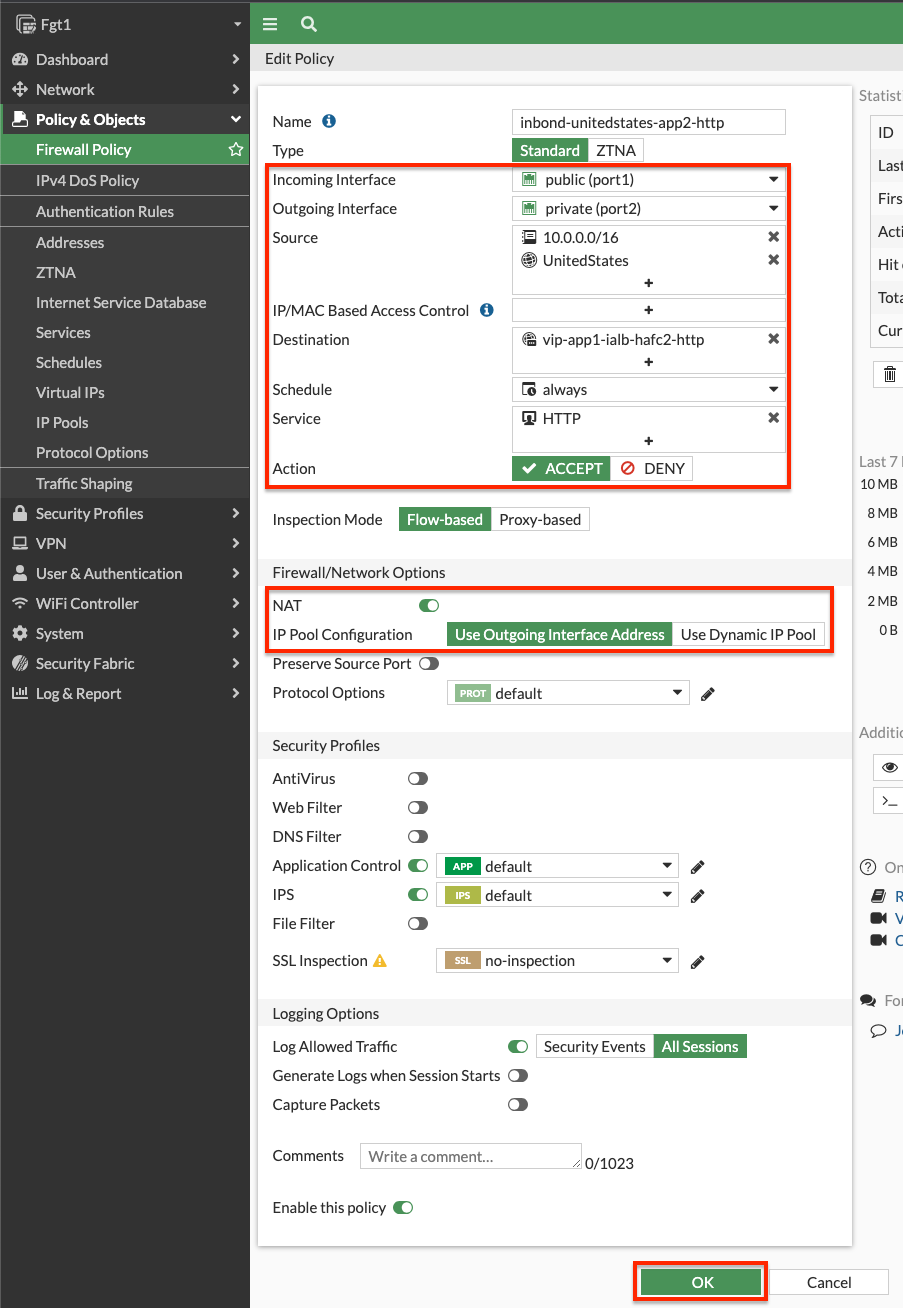 Fgt1
Dashboard
Network
Policy & Objects
Firewall Policy
IPv4 DoS Policy
Authentication Rules
Addresses
ZTNA
Internet Service Database
Services
Schedules
Virtual IPs
IP Pools
Protocol Options
Traffic Shaping
Security Profiles
VPN
User & Authentication
WiFi Controller
System
Security Fabric
Log & Report
Edit Policy
Name inbond-unitedstates-app2-http
Type Standard ZTNA
Incoming Interface public (port1)
Outgoing Interface private (port2)
Source 10.0.0.0/16
UnitedStates
+
IP/MAC Based Access Control +
Destination vip-app1-ialb-hafc2-http
+
Schedule always
Service HTTP
+
Action ACCEPT DENY
Inspection Mode Flow-based Proxy-based
Firewall/Network Options
NAT
IP Pool Configuration Use Outgoing Interface Address Use Dynamic IP Pool
Preserve Source Port
Protocol Options PROT default
Security Profiles
AntiVirus
Web Filter
DNS Filter
Application Control APP default
IPS IPS default
File Filter
SSL Inspection SSL no-inspection
Logging Options
Log Allowed Traffic Security Events All Sessions
Generate Logs when Session Starts
Capture Packets
Comments Write a comment... 0/1023
Enable this policy
OK Cancel
Statisti
ID
Last
Firs
Acti
Hit
Tota
Cur
Last 7
10 MB
8 MB
6 MB
4 MB
2 MB
0 B
Additio
>_
On
R
V
C
For